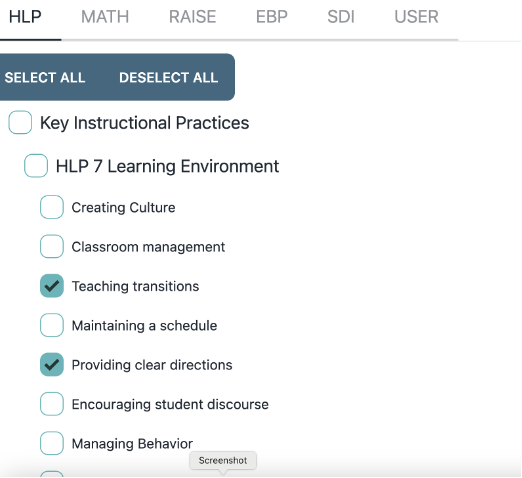 HLP MATH RAISE EBP SDI USER
SELECT ALL DESELECT ALL
Key Instructional Practices
HLP 7 Learning Environment
Creating Culture
Classroom management
Teaching transitions
Maintaining a schedule
Providing clear directions
Encouraging student discourse
Managing Behavior
Screenshot